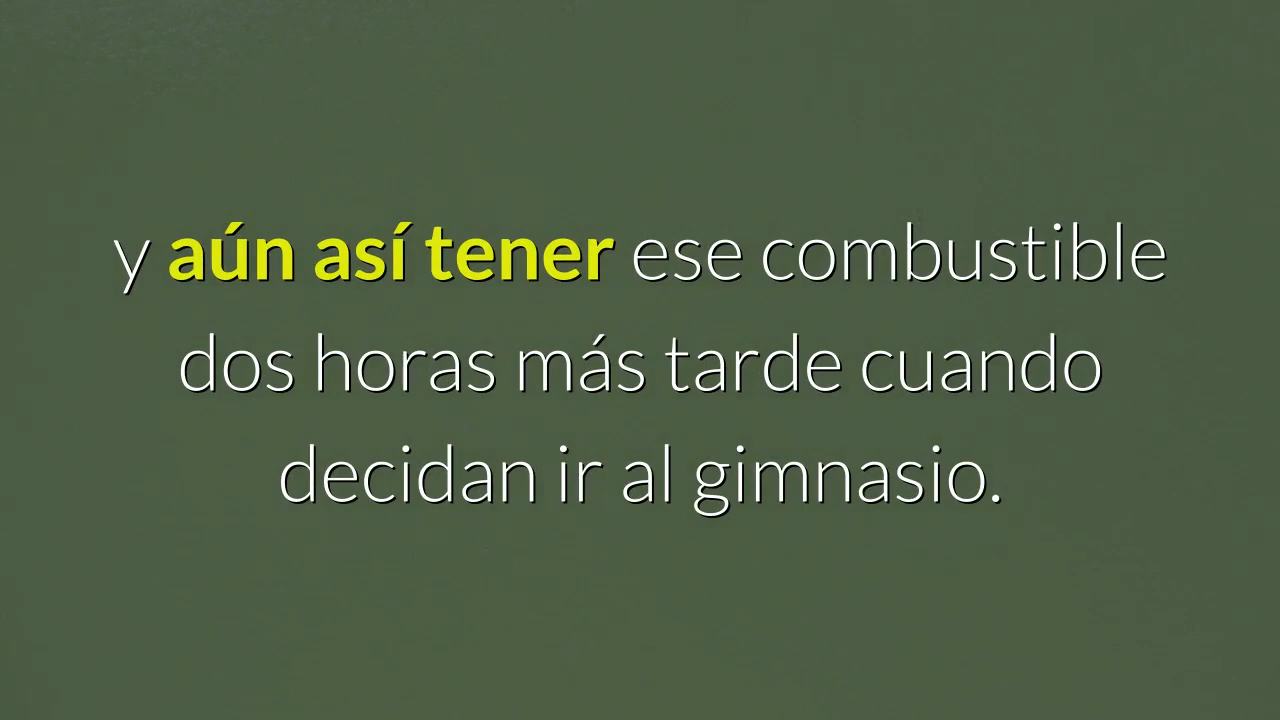 y aún así tener ese combustible
dos horas más tarde cuando
decidan ir al gimnasio.